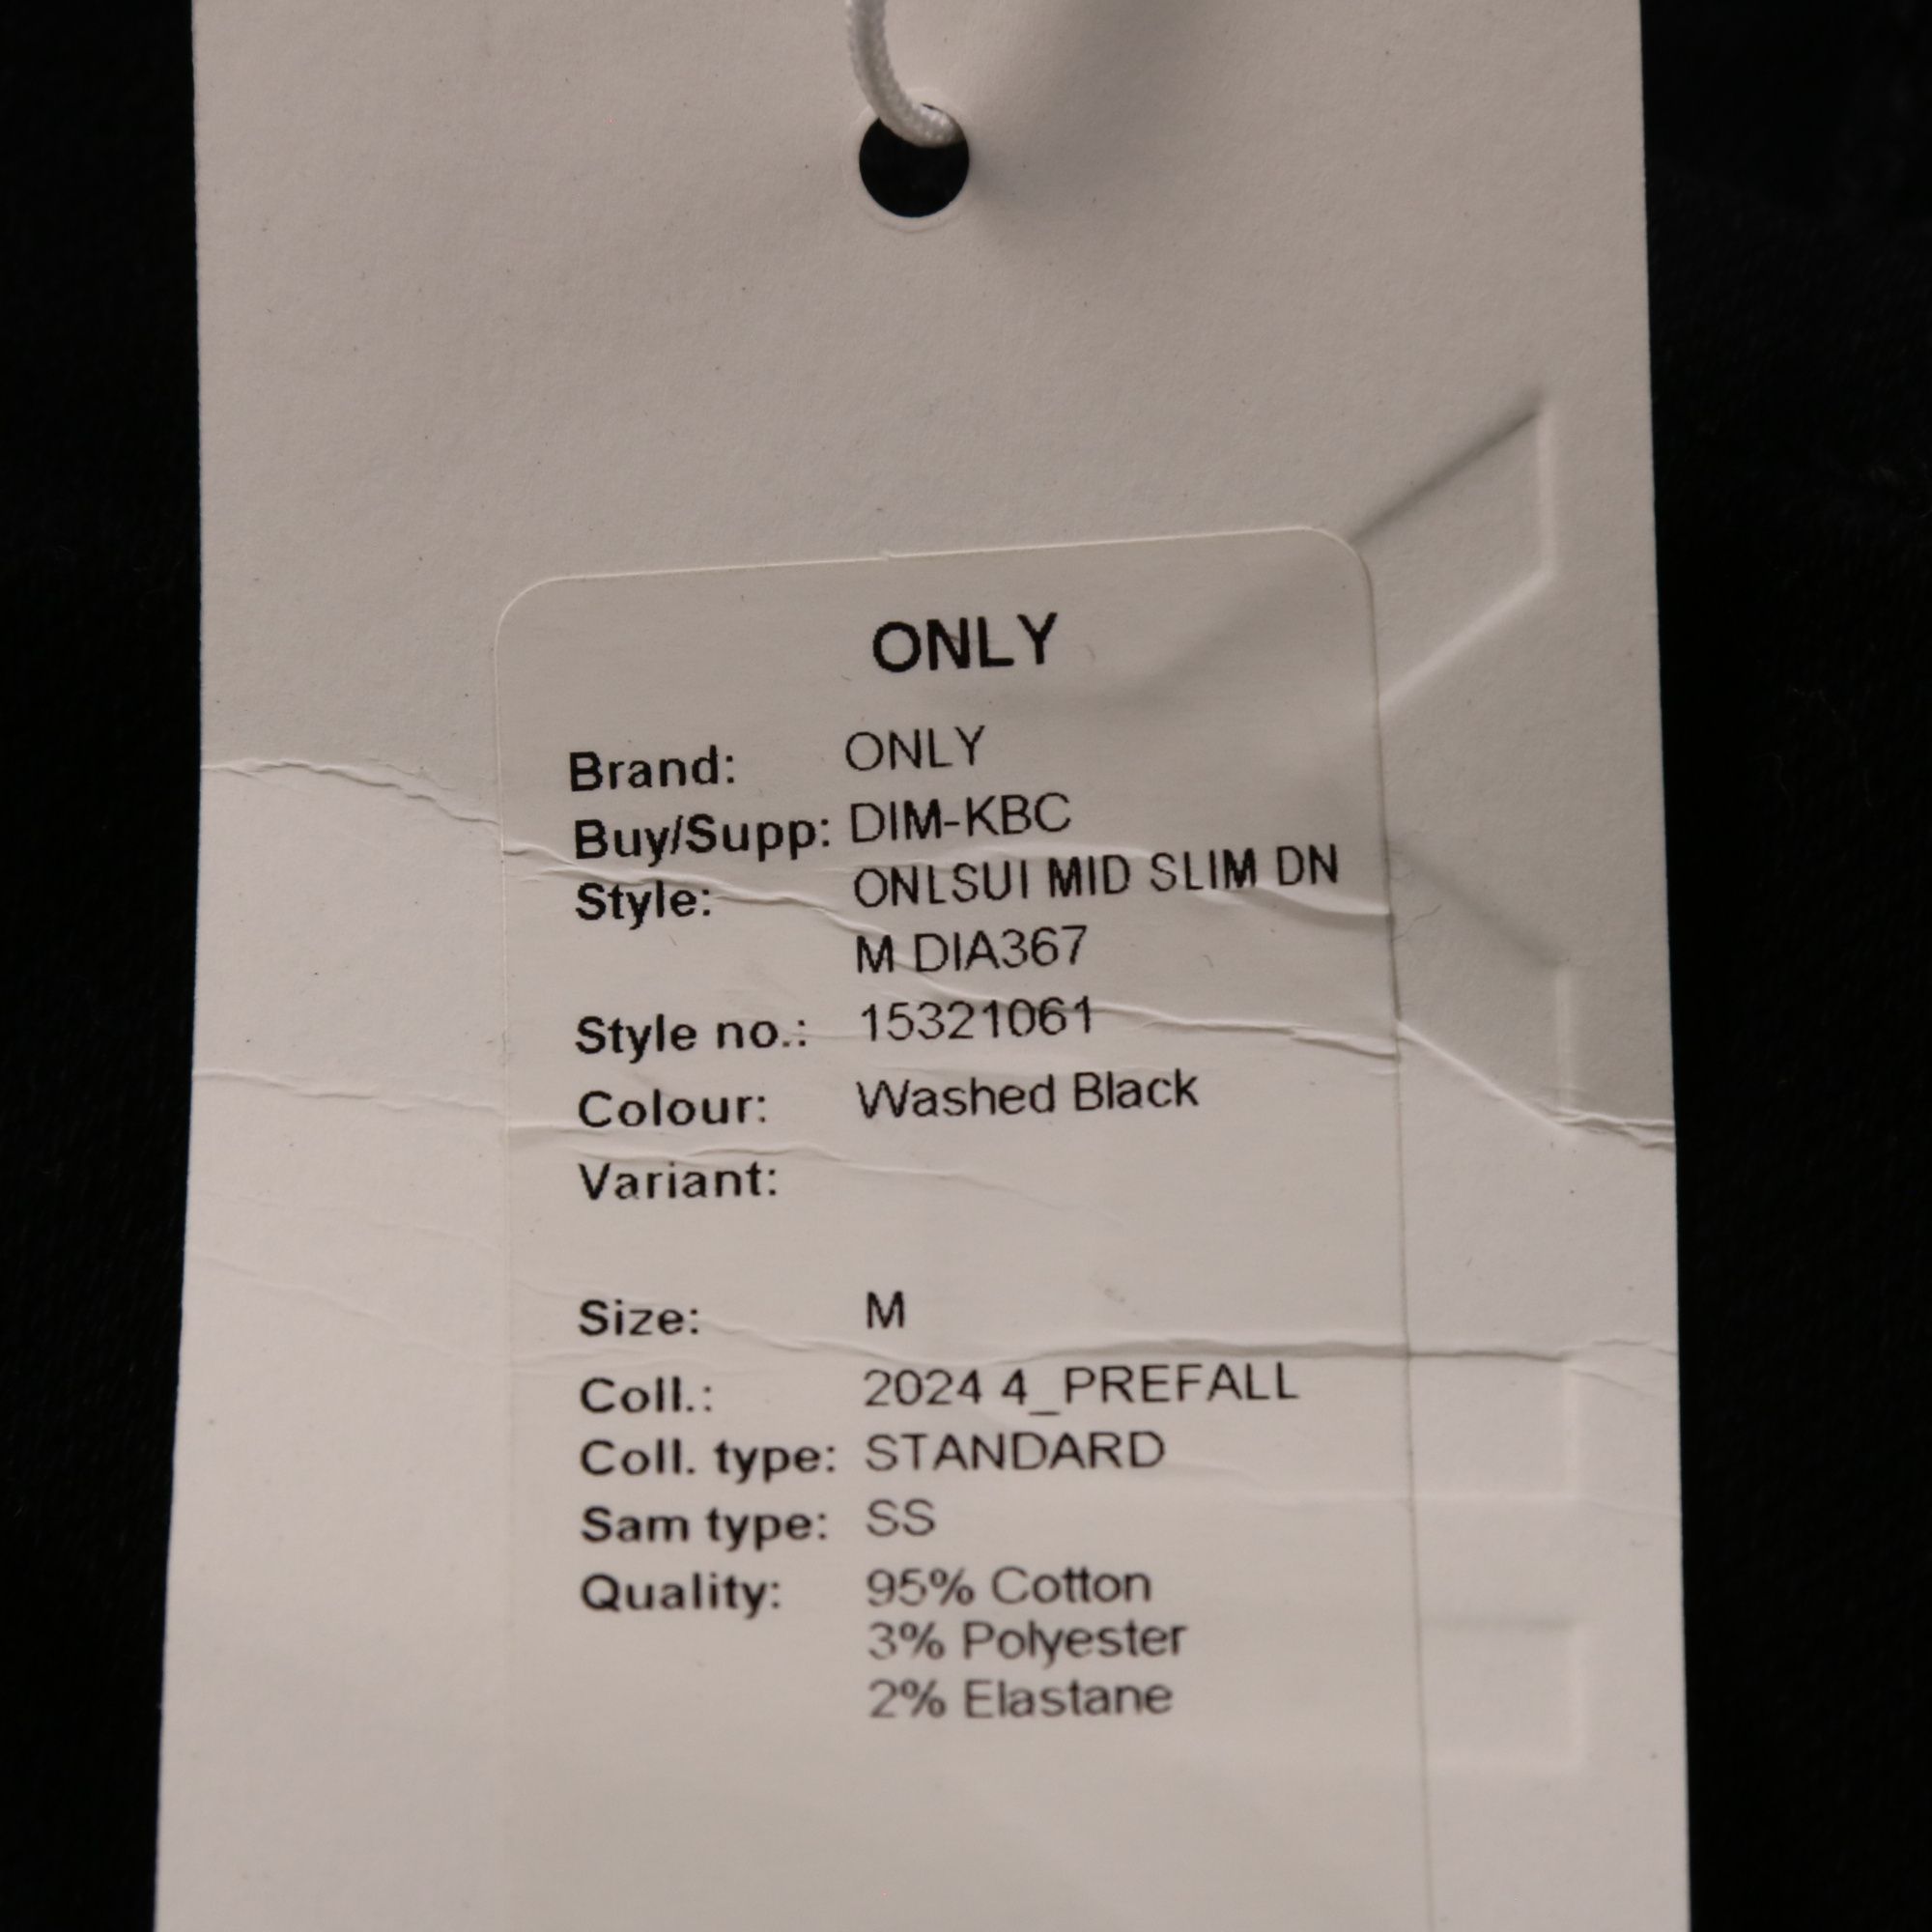 ONLY
Brand: ONLY
Buy/Supp: DIM-KBC
Style: ONLSUI MID SLIM DN
M DIA367
Style no.: 15321061
Colour: Washed Black
Variant:
Size: M
Coll.: 2024 4_PREFALL
Coll. type: STANDARD
Sam type: SS
Quality: 95% Cotton
3% Polyester
2% Elastane